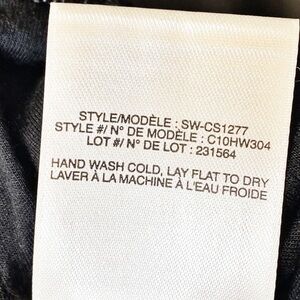 STYLE/MODÈLE : SW-CS1277
STYLE #/ N° DE MODÈLE : C10HW304
LOT #/ N° DE LOT : 231564
HAND WASH COLD, LAY FLAT TO DRY
LAVER À LA MACHINE À L'EAU FROIDE